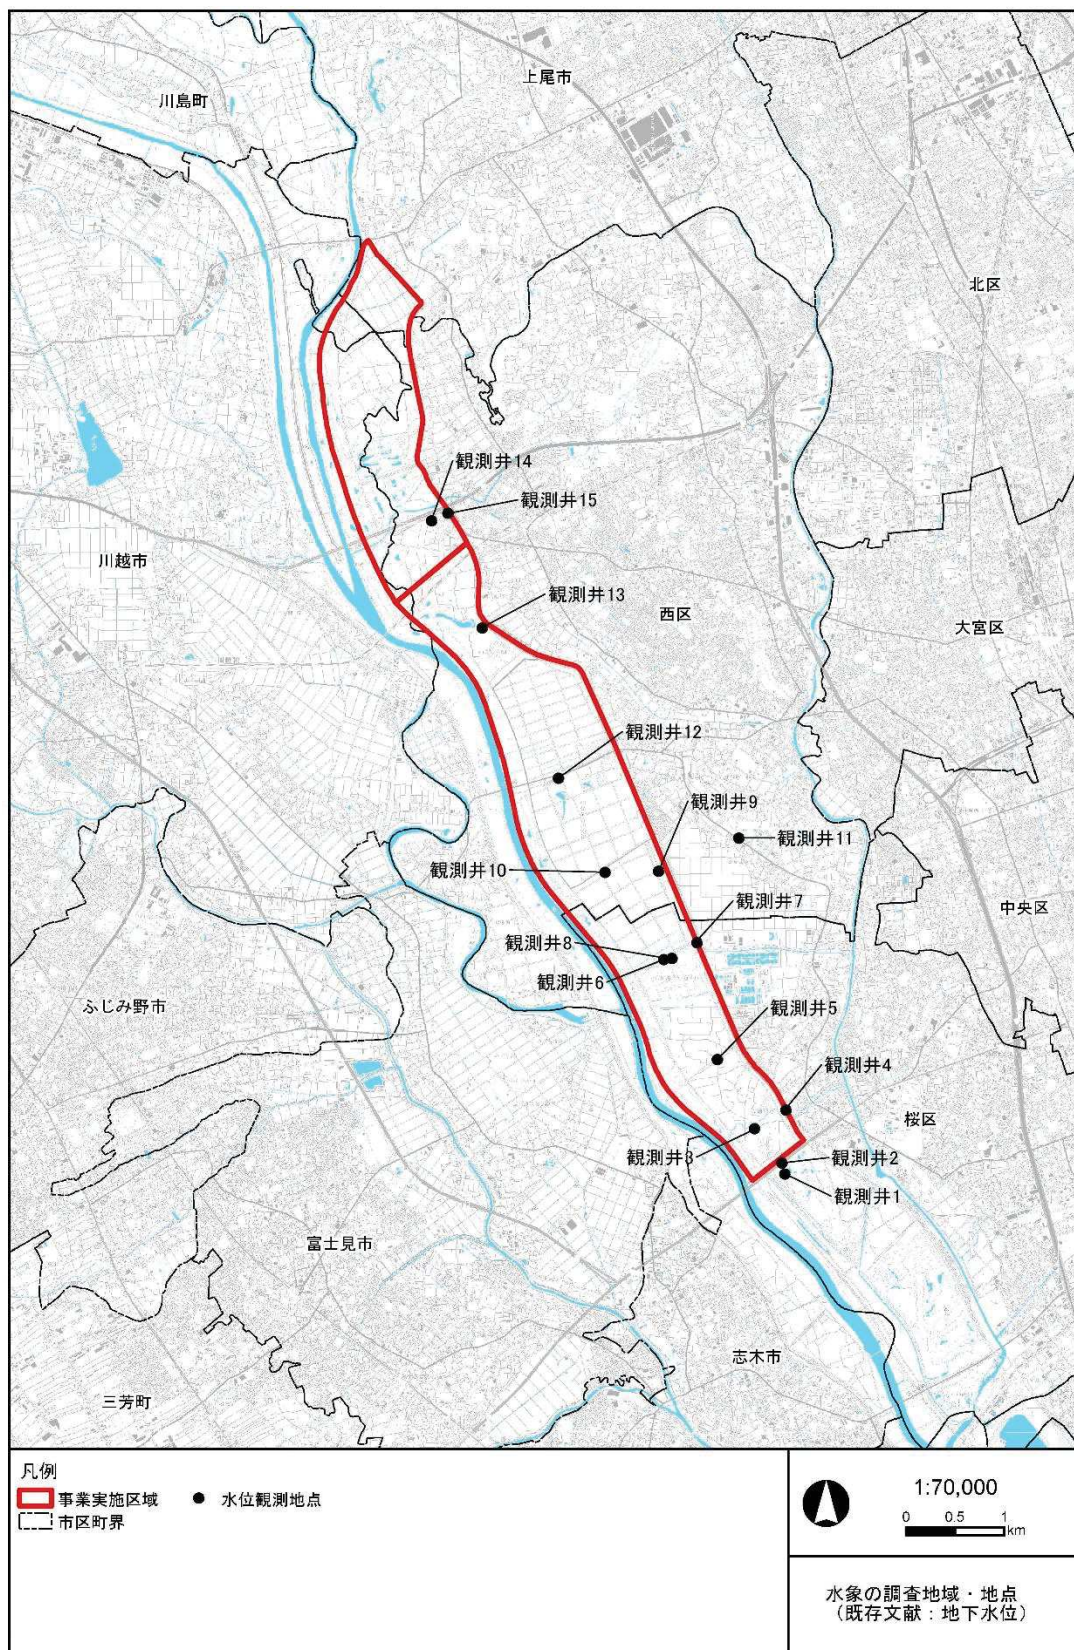 上尾市
川島町
北区
観測井14
観測井15
川越市
観測井13
西区
大宮区
観測井12
観測井9
観測井11
観測井10
中央区
観測井7
観測井8
観測井6
ふじみ野市
観測井5
観測井4
桜区
観測井3
観測井2
観測井1
富士見市
志木市
三芳町
凡例
事業実施区域
水位観測地点
市区町界
1:70,000
0 0.5 1
km
水象の調査地域・地点
（既存文献：地下水位）